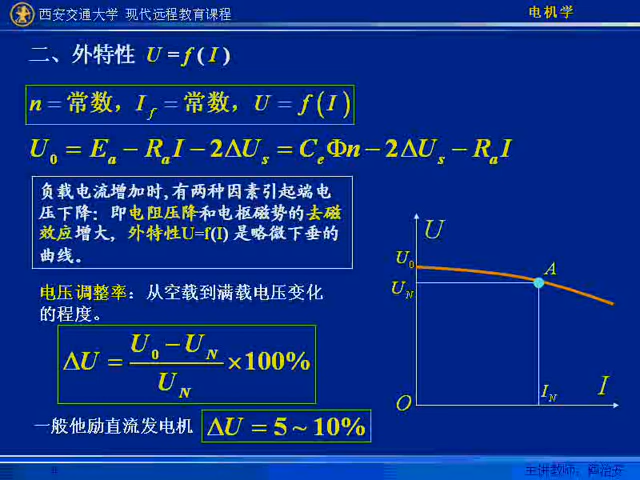 西安交通大学 现代远程教育课程
电机学
二、外特性 U = f ( I )
n = 常数, I_f = 常数, U = f ( I )
U_0 = E_a − R_a I − 2ΔU_s = C_e Φn − 2ΔU_s − R_a I
负载电流增加时,有两种因素引起端电
压下降：即电阻压降和电枢磁势的去磁
效应增大，外特性U=f(I) 是略微下垂的
曲线。
电压调整率：从空载到满载电压变化
的程度。
ΔU = (U_0 − U_N) / U_N ×100%
一般他励直流发电机 ΔU = 5 ~ 10%
U
U_0
A
U_N
O
I_N
I
主讲教师：